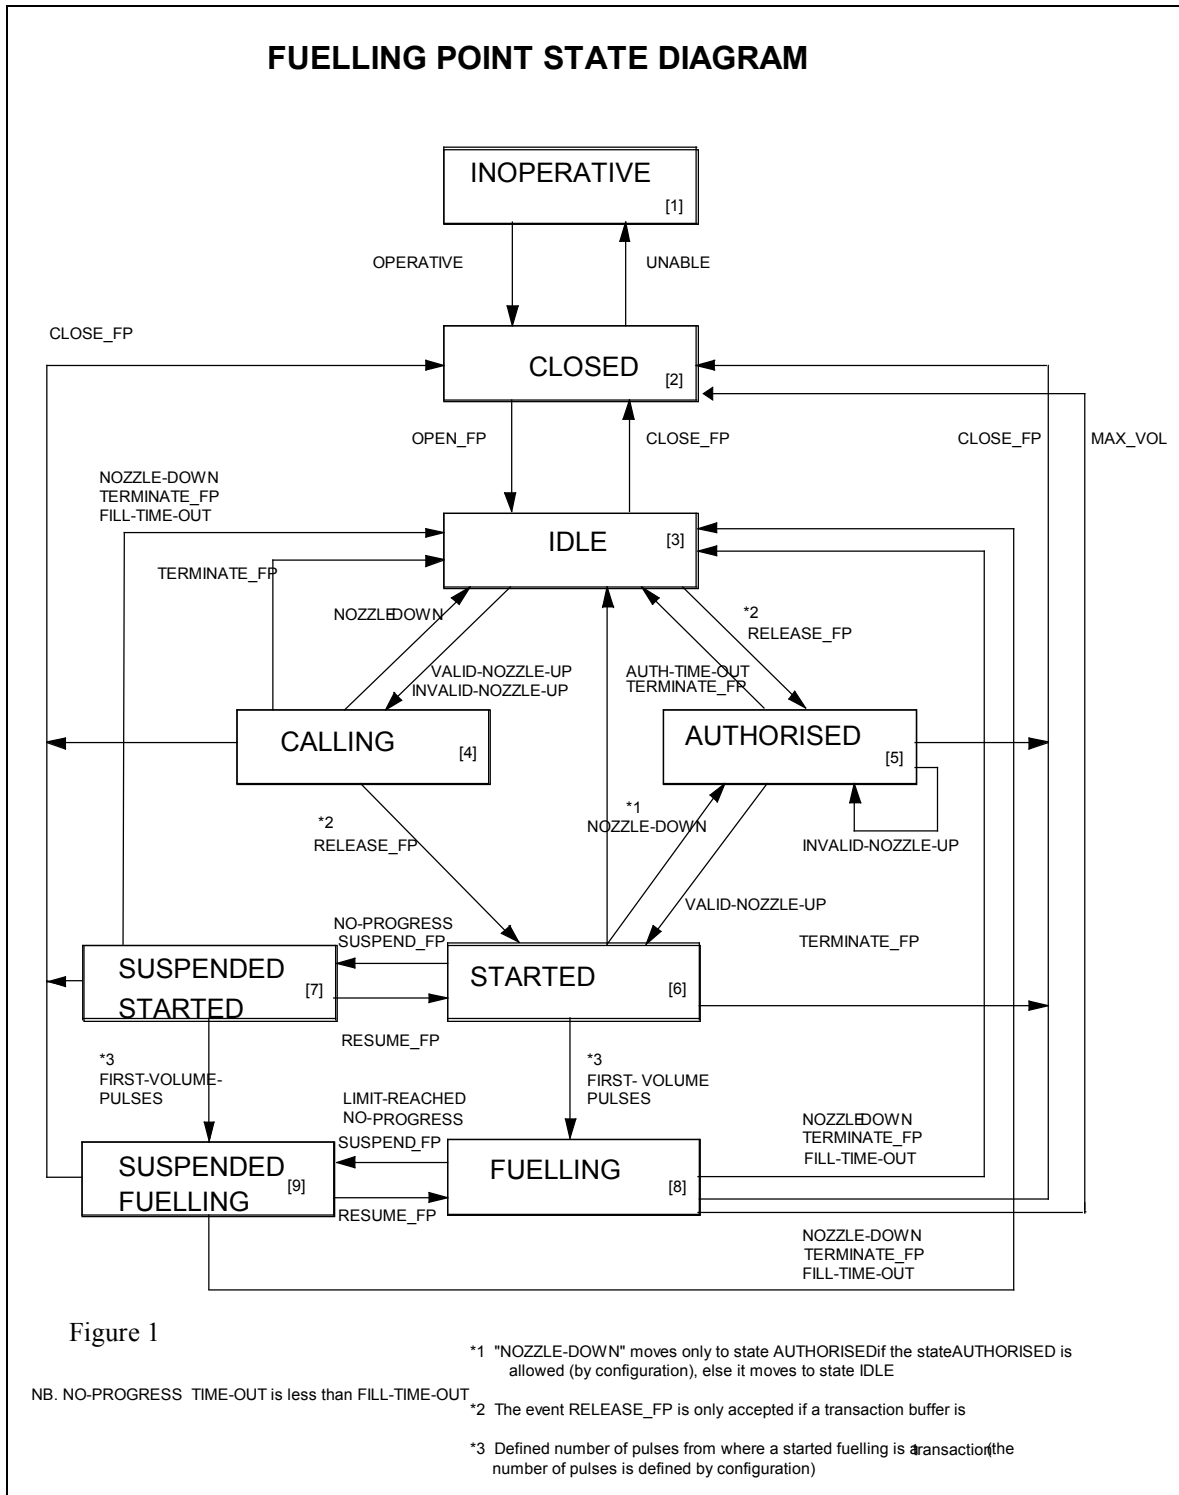 FUELLING POINT STATE DIAGRAM
INOPERATIVE
[1]
OPERATIVE
UNABLE
CLOSE_FP
CLOSED
[2]
OPEN_FP
CLOSE_FP
CLOSE_FP
MAX_VOL
NOZZLE-DOWN
TERMINATE_FP
FILL-TIME-OUT
IDLE
[3]
TERMINATE_FP
NOZZLEDOWN
*2
RELEASE_FP
VALID-NOZZLE-UP
INVALID-NOZZLE-UP
AUTH-TIME-OUT
TERMINATE_FP
CALLING
[4]
AUTHORISED
[5]
*2
RELEASE_FP
*1
NOZZLE-DOWN
INVALID-NOZZLE-UP
VALID-NOZZLE-UP
NO-PROGRESS
SUSPEND_FP
TERMINATE_FP
SUSPENDED
STARTED
[7]
STARTED
[6]
RESUME_FP
*3
FIRST-VOLUME-
PULSES
*3
FIRST- VOLUME
PULSES
LIMIT-REACHED
NO-PROGRESS
SUSPEND_FP
NOZZLEDOWN
TERMINATE_FP
FILL-TIME-OUT
SUSPENDED
FUELLING
[9]
FUELLING
[8]
RESUME_FP
NOZZLE-DOWN
TERMINATE_FP
FILL-TIME-OUT
Figure 1
*1 "NOZZLE-DOWN" moves only to state AUTHORISEDif the stateAUTHORISED is
allowed (by configuration), else it moves to state IDLE
NB. NO-PROGRESS TIME-OUT is less than FILL-TIME-OUT
*2 The event RELEASE_FP is only accepted if a transaction buffer is
*3 Defined number of pulses from where a started fuelling is a transaction(the
number of pulses is defined by configuration)